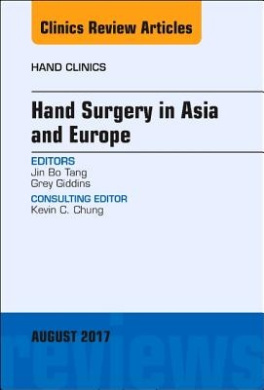 Clinics Review Articles
HAND CLINICS
Hand Surgery in Asia
and Europe
EDITORS
Jin Bo Tang
Grey Giddins
CONSULTING EDITOR
Kevin C. Chung
AUGUST 2017
reviews